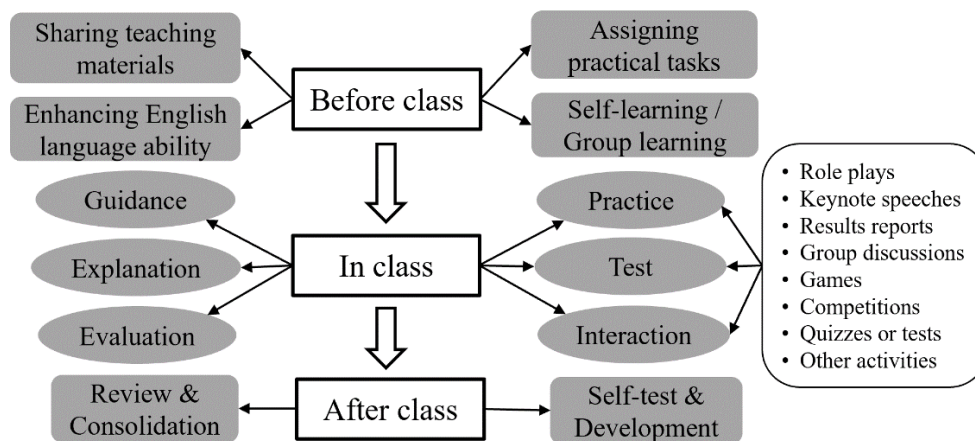 Sharing teaching
materials
Assigning
practical tasks
Before class
Enhancing English
language ability
Self-learning /
Group learning
Guidance
Explanation
Evaluation
In class
Practice
Test
Interaction
• Role plays
• Keynote speeches
• Results reports
• Group discussions
• Games
• Competitions
• Quizzes or tests
• Other activities
Review &
Consolidation
After class
Self-test &
Development